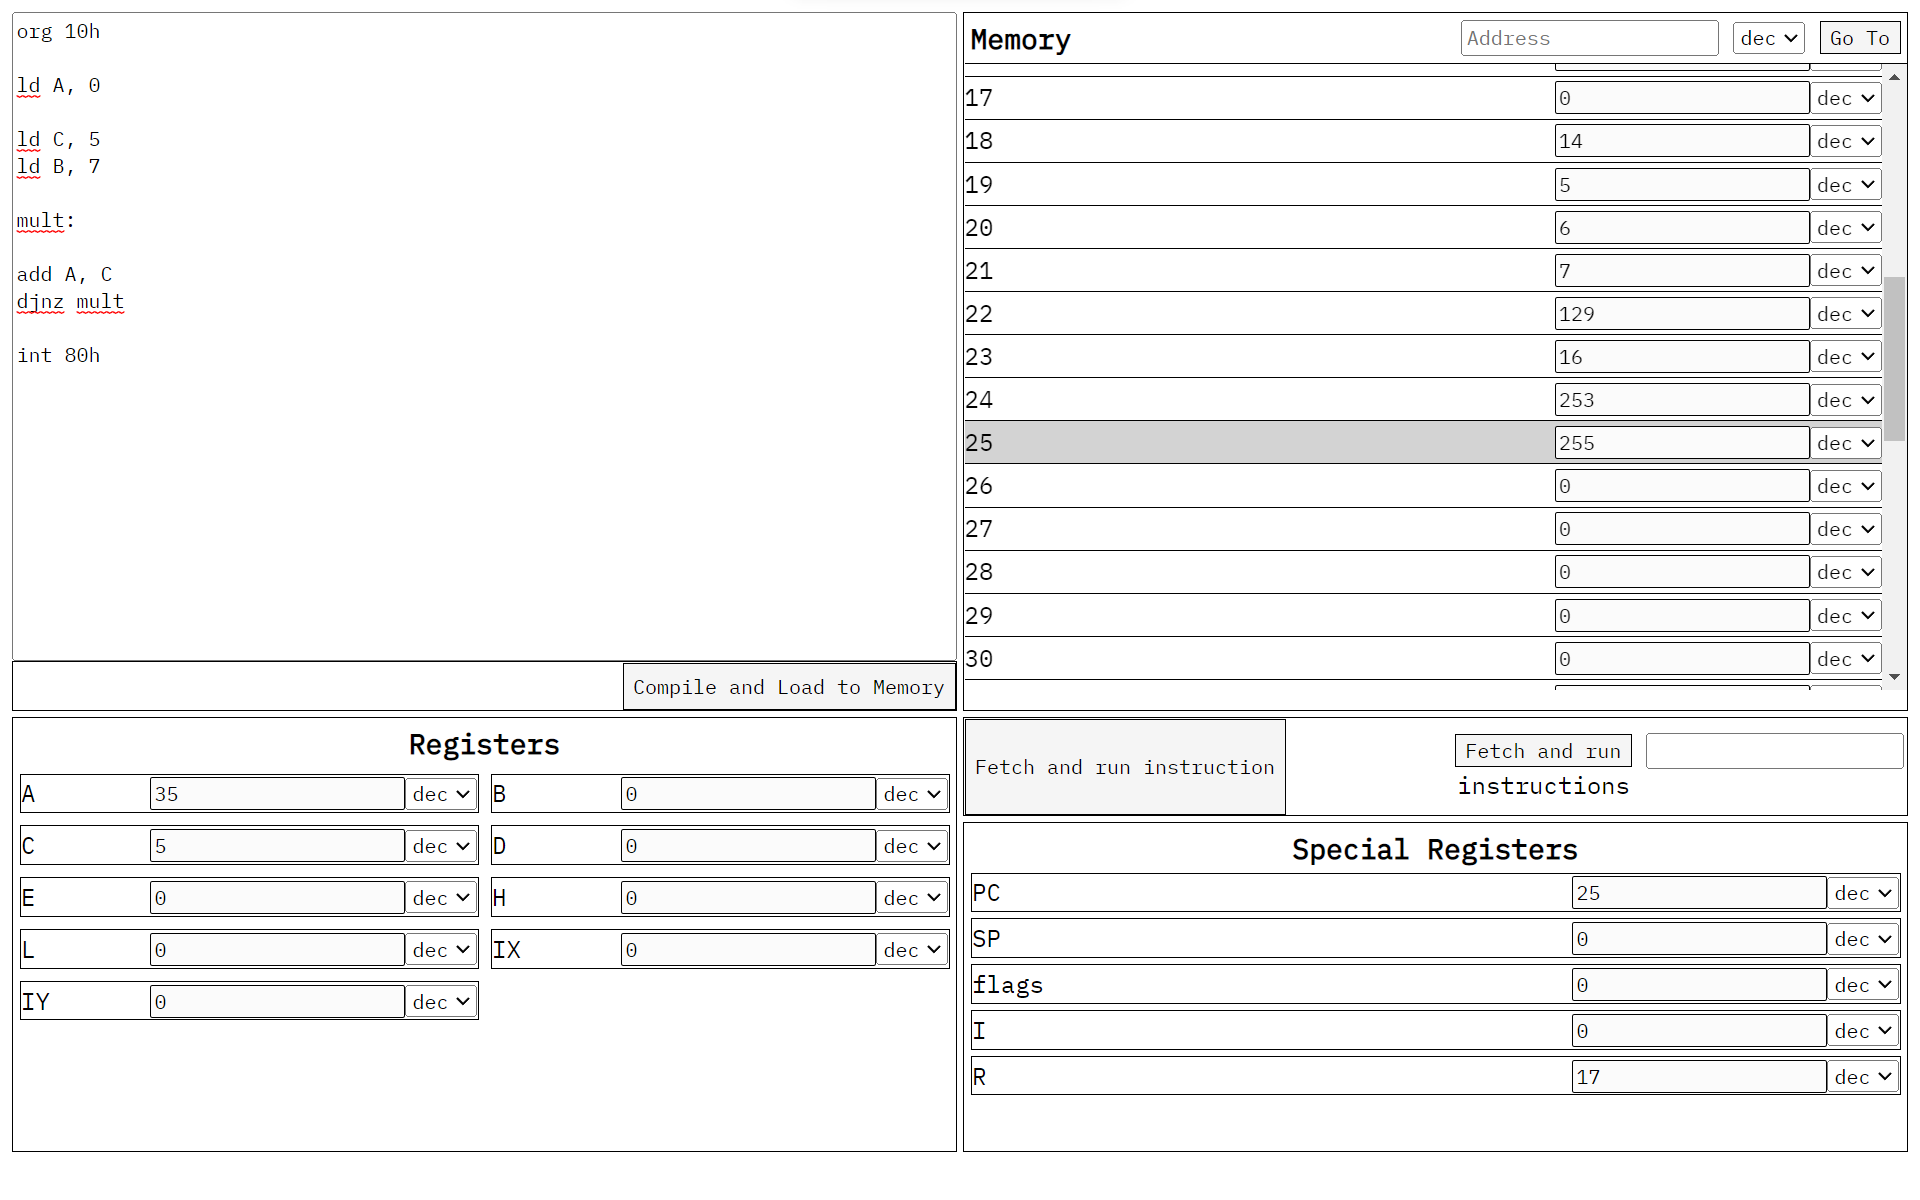 org 10h
ld A, 0
ld C, 5
ld B, 7
mult:
add A, C
djnz mult
int 80h
Compile and Load to Memory
Memory Address dec Go To
17 0 dec
18 14 dec
19 5 dec
20 6 dec
21 7 dec
22 129 dec
23 16 dec
24 253 dec
25 255 dec
26 0 dec
27 0 dec
28 0 dec
29 0 dec
30 0 dec
Registers
A 35 dec B 0 dec
C 5 dec D 0 dec
E 0 dec H 0 dec
L 0 dec IX 0 dec
IY 0 dec
Fetch and run instruction
Fetch and run
instructions
Special Registers
PC 25 dec
SP 0 dec
flags 0 dec
I 0 dec
R 17 dec